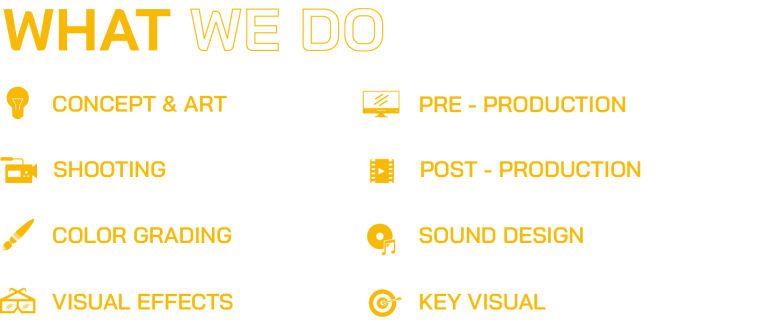 WHAT WE DO
CONCEPT & ART
PRE - PRODUCTION
SHOOTING
POST - PRODUCTION
COLOR GRADING
SOUND DESIGN
VISUAL EFFECTS
KEY VISUAL